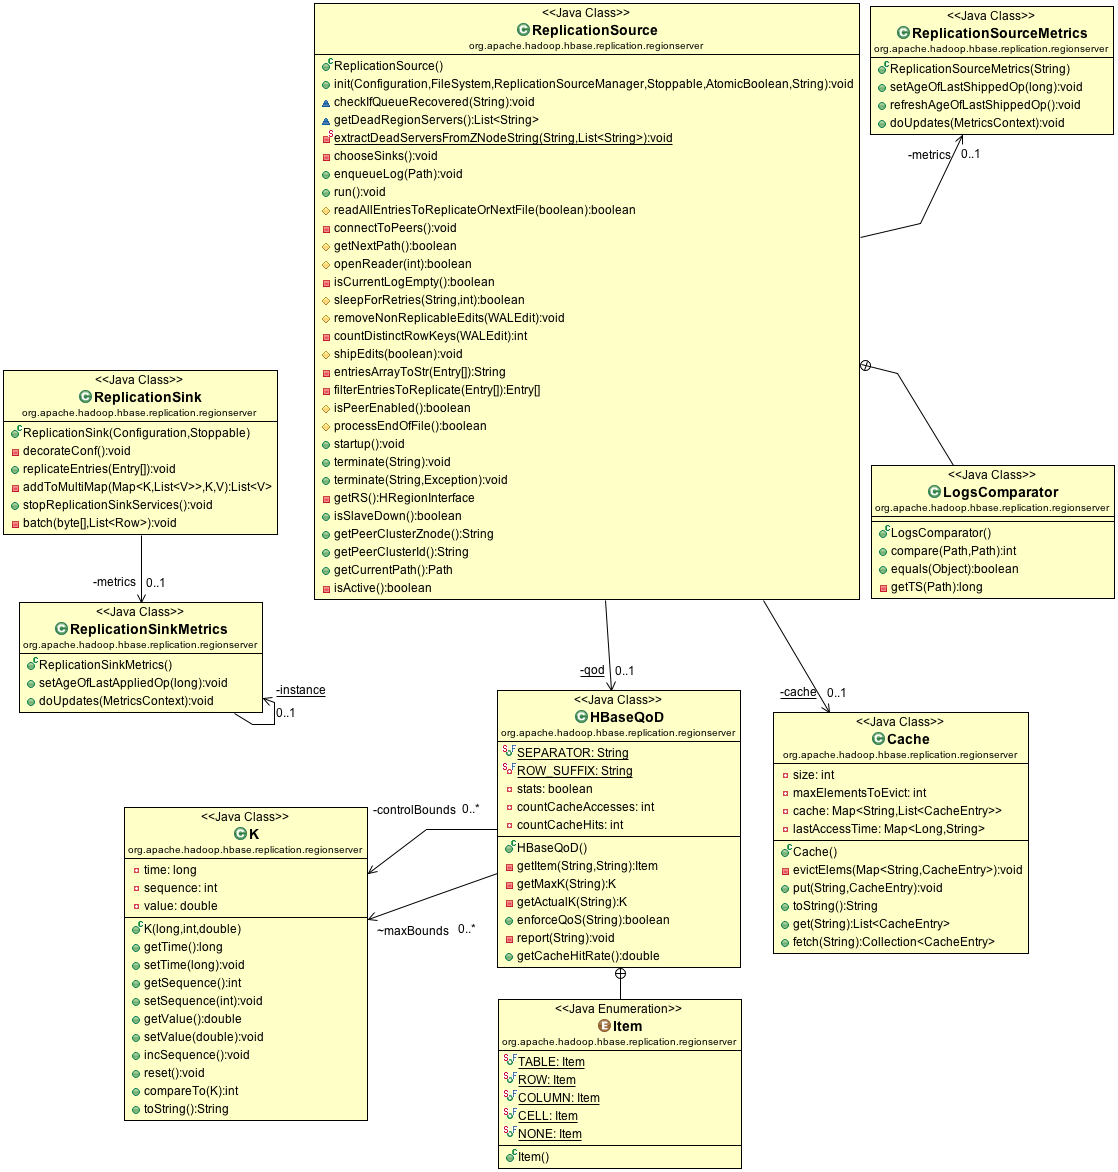 <<Java Class>>
ReplicationSource
org.apache.hadoop.hbase.replication.regionserver
ReplicationSource()
init(Configuration,FileSystem,ReplicationSourceManager,Stoppable,AtomicBoolean,String):void
checkIfQueueRecovered(String):void
getDeadRegionServers():List<String>
extractDeadServersFromZNodeString(String,List<String>):void
chooseSinks():void
enqueueLog(Path):void
run():void
readAllEntriesToReplicateOrNextFile(boolean):boolean
connectToPeers():void
getNextPath():boolean
openReader(int):boolean
isCurrentLogEmpty():boolean
sleepForRetries(String,int):boolean
removeNonReplicableEdits(WALEdit):void
countDistinctRowKeys(WALEdit):int
shipEdits(boolean):void
entriesArrayToStr(Entry[]):String
filterEntriesToReplicate(Entry[]):Entry[]
isPeerEnabled():boolean
processEndOfFile():boolean
startup():void
terminate(String):void
terminate(String,Exception):void
getRS():HRegionInterface
isSlaveDown():boolean
getPeerClusterZnode():String
getPeerClusterId():String
getCurrentPath():Path
isActive():boolean
<<Java Class>>
ReplicationSourceMetrics
org.apache.hadoop.hbase.replication.regionserver
ReplicationSourceMetrics(String)
setAgeOfLastShippedOp(long):void
refreshAgeOfLastShippedOp():void
doUpdates(MetricsContext):void
-metrics 0..1
<<Java Class>>
LogsComparator
org.apache.hadoop.hbase.replication.regionserver
LogsComparator()
compare(Path,Path):int
equals(Object):boolean
getTS(Path):long
<<Java Class>>
ReplicationSink
org.apache.hadoop.hbase.replication.regionserver
ReplicationSink(Configuration,Stoppable)
decorateConf():void
replicateEntries(Entry[]):void
addToMultiMap(Map<K,List<V>>,K,V):List<V>
stopReplicationSinkServices():void
batch(byte[],List<Row>):void
-metrics 0..1
<<Java Class>>
ReplicationSinkMetrics
org.apache.hadoop.hbase.replication.regionserver
ReplicationSinkMetrics()
setAgeOfLastAppliedOp(long):void
doUpdates(MetricsContext):void
-instance
0..1
-qod 0..1
-cache 0..1
<<Java Class>>
HBaseQoD
org.apache.hadoop.hbase.replication.regionserver
SEPARATOR: String
ROW_SUFFIX: String
stats: boolean
countCacheAccesses: int
countCacheHits: int
HBaseQoD()
getItem(String,String):Item
getMaxK(String):K
getActualK(String):K
enforceQoS(String):boolean
report(String):void
getCacheHitRate():double
<<Java Class>>
Cache
org.apache.hadoop.hbase.replication.regionserver
size: int
maxElementsToEvict: int
cache: Map<String,List<CacheEntry>>
lastAccessTime: Map<Long,String>
Cache()
evictElems(Map<String,CacheEntry>):void
put(String,CacheEntry):void
toString():String
get(String):List<CacheEntry>
fetch(String):Collection<CacheEntry>
-controlBounds 0..*
~maxBounds 0..*
<<Java Class>>
K
org.apache.hadoop.hbase.replication.regionserver
time: long
sequence: int
value: double
K(long,int,double)
getTime():long
setTime(long):void
getSequence():int
setSequence(int):void
getValue():double
setValue(double):void
incSequence():void
reset():void
compareTo(K):int
toString():String
<<Java Enumeration>>
Item
org.apache.hadoop.hbase.replication.regionserver
TABLE: Item
ROW: Item
COLUMN: Item
CELL: Item
NONE: Item
Item()